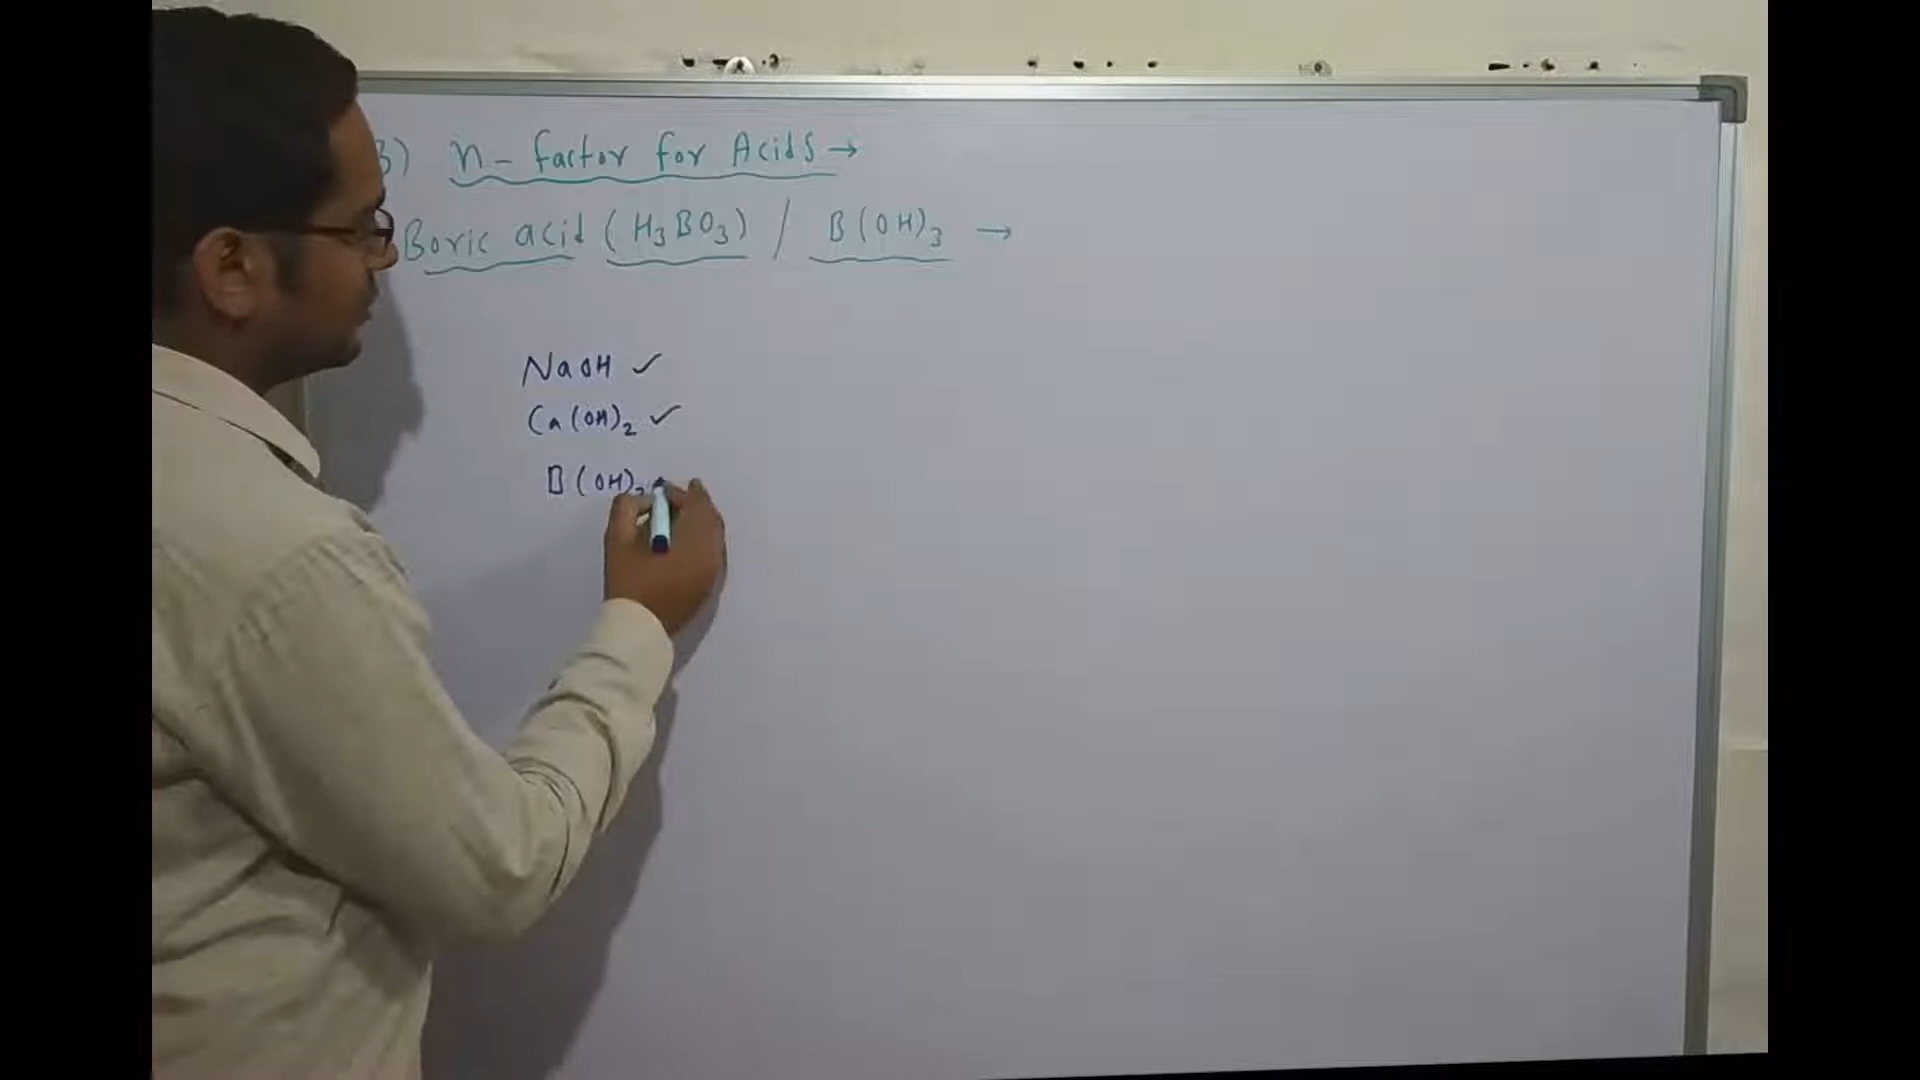 3) n - factor for Acids →
Boric acid (H₃BO₃) / B(OH)₃ →
NaOH ✓
Ca(OH)₂ ✓
B(OH)₃